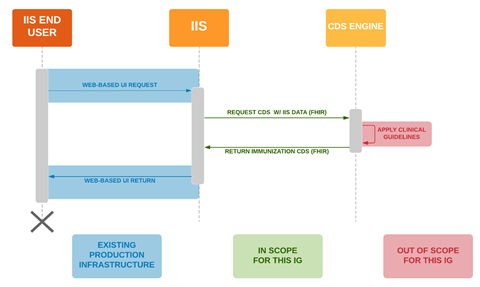 IIS END
USER
IIS
CDS ENGINE
WEB-BASED UI REQUEST
REQUEST CDS W/ IIS DATA (FHIR)
APPLY CLINICAL
GUIDELINES
RETURN IMMUNIZATION CDS (FHIR)
WEB-BASED UI RETURN
EXISTING
PRODUCTION
INFRASTRUCTURE
IN SCOPE
FOR THIS IG
OUT OF SCOPE
FOR THIS IG